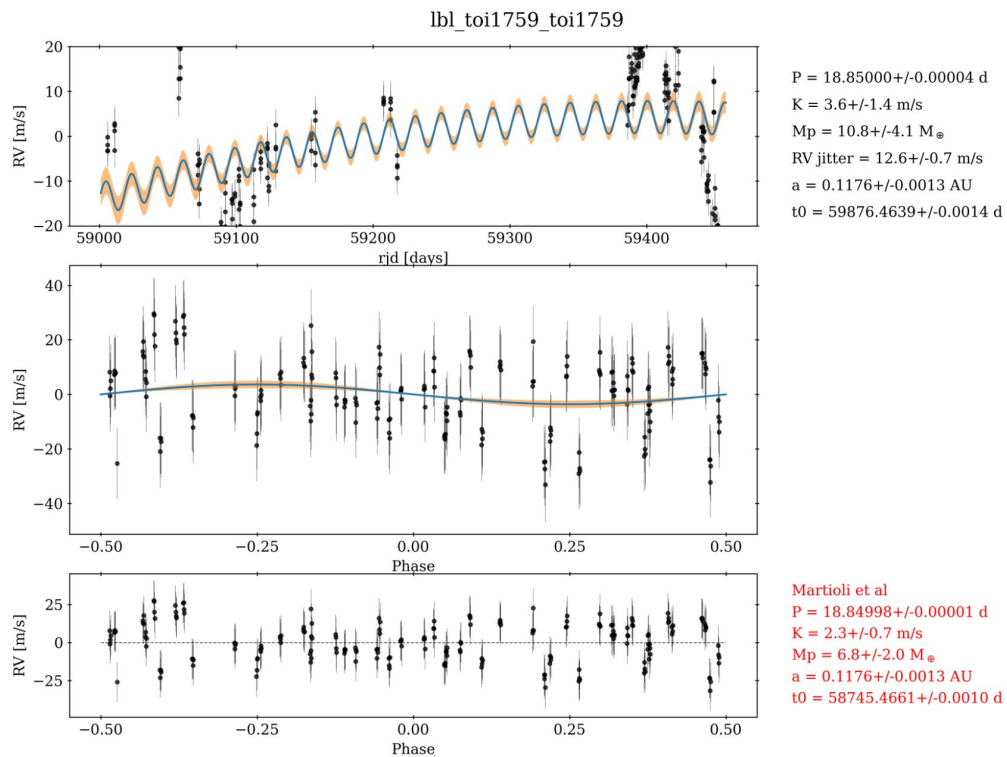 lbl_toi1759_toi1759
20
10
0
−10
−20
RV [m/s]
59000
59100
59200
59300
59400
rjd [days]
P = 18.85000+/-0.00004 d
K = 3.6+/-1.4 m/s
Mp = 10.8+/-4.1 M⊕
RV jitter = 12.6+/-0.7 m/s
a = 0.1176+/-0.0013 AU
t0 = 59876.4639+/-0.0014 d
40
20
0
−20
−40
RV [m/s]
−0.50
−0.25
0.00
0.25
0.50
Phase
25
0
−25
RV [m/s]
−0.50
−0.25
0.00
0.25
0.50
Phase
Martioli et al
P = 18.84998+/-0.00001 d
K = 2.3+/-0.7 m/s
Mp = 6.8+/-2.0 M⊕
a = 0.1176+/-0.0013 AU
t0 = 58745.4661+/-0.0010 d